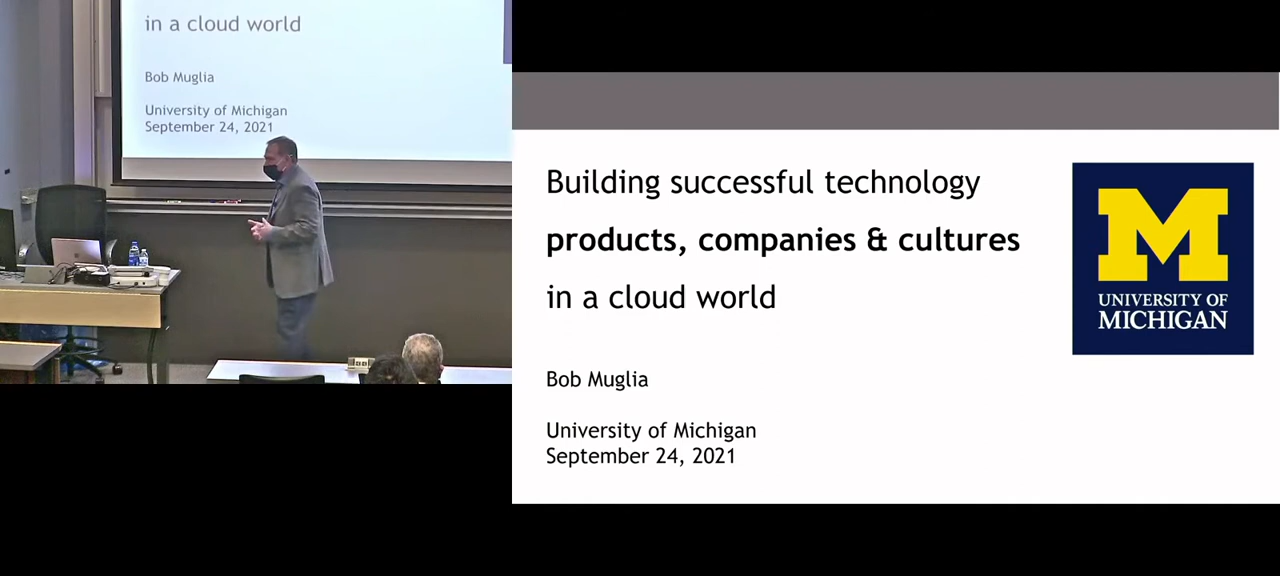 in a cloud world
Bob Muglia
University of Michigan
September 24, 2021
Building successful technology
products, companies & cultures
in a cloud world
Bob Muglia
University of Michigan
September 24, 2021
M
UNIVERSITY OF
MICHIGAN